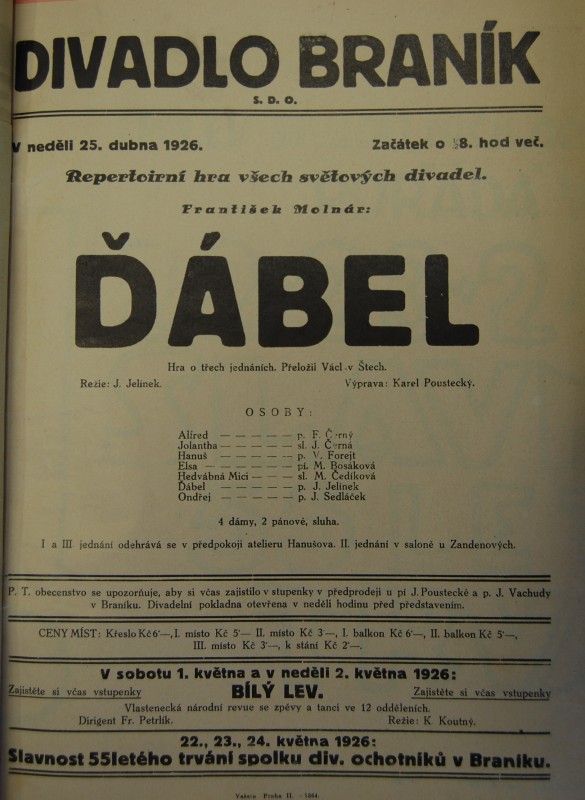 DIVADLO BRANÍK
S. D. O.
V neděli 25. dubna 1926. Začátek o ½8. hod več.
Repertoirní hra všech světových divadel.
František Molnár:
ĎÁBEL
Hra o třech jednáních. Přeložil Václav Štech.
Režie: J. Jelínek. Výprava: Karel Poustecký.
OSOBY:
Alfred — — — — — p. F. Černý
Jolantha — — — — sl. J. Černá
Hanuš — — — — — p. V. Forejt
Elsa — — — — — — pí. M. Bosáková
Hedvábná Mici — — — sl. M. Čedíková
Ďábel — — — — — p. J. Jelínek
Ondřej — — — — — p. J. Sedláček
4 dámy, 2 pánové, sluha.
I a III jednání odehrává se v předpokoji atelieru Hanušova. II. jednání v saloně u Zandenových.
P. T. obecenstvo se upozorňuje, aby si včas zajistilo vstupenky v předprodeji u pí J. Poustecké a p. J. Vachudy
v Braníku. Divadelní pokladna otevřena v neděli hodinu před představením.
CENY MÍST: Křeslo Kč 6·—, I. místo Kč 5·— II. místo Kč 3·—, I. balkon Kč 6·—, II. balkon Kč 5·—,
III. místo Kč 3·—, k stání Kč 2·—.
V sobotu 1. května a v neděli 2. května 1926:
Zajistěte si včas vstupenky BÍLÝ LEV. Zajistěte si včas vstupenky
Vlastenecká národní revue se zpěvy a tanci ve 12 odděleních.
Dirigent Fr. Petrlík. Režie: K. Koutný.
22., 23., 24. května 1926:
Slavnost 55letého trvání spolku div. ochotníků v Braníku.
Praha II. - 1864.